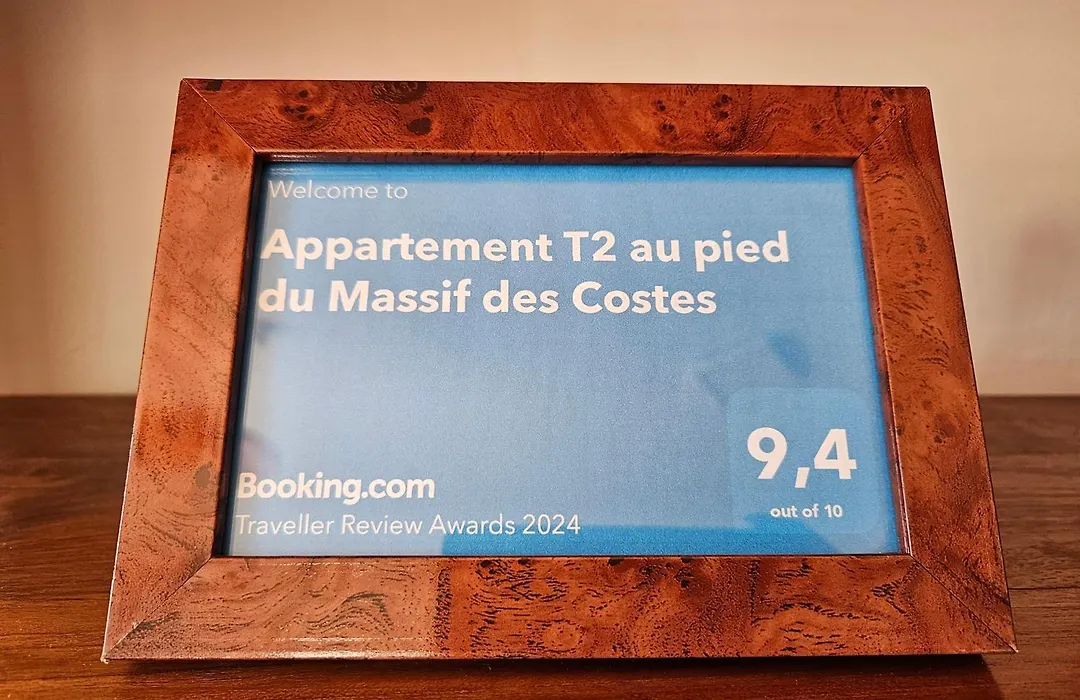 Welcome to
Appartement T2 au pied
du Massif des Costes
9,4
out of 10
Booking.com
Traveller Review Awards 2024